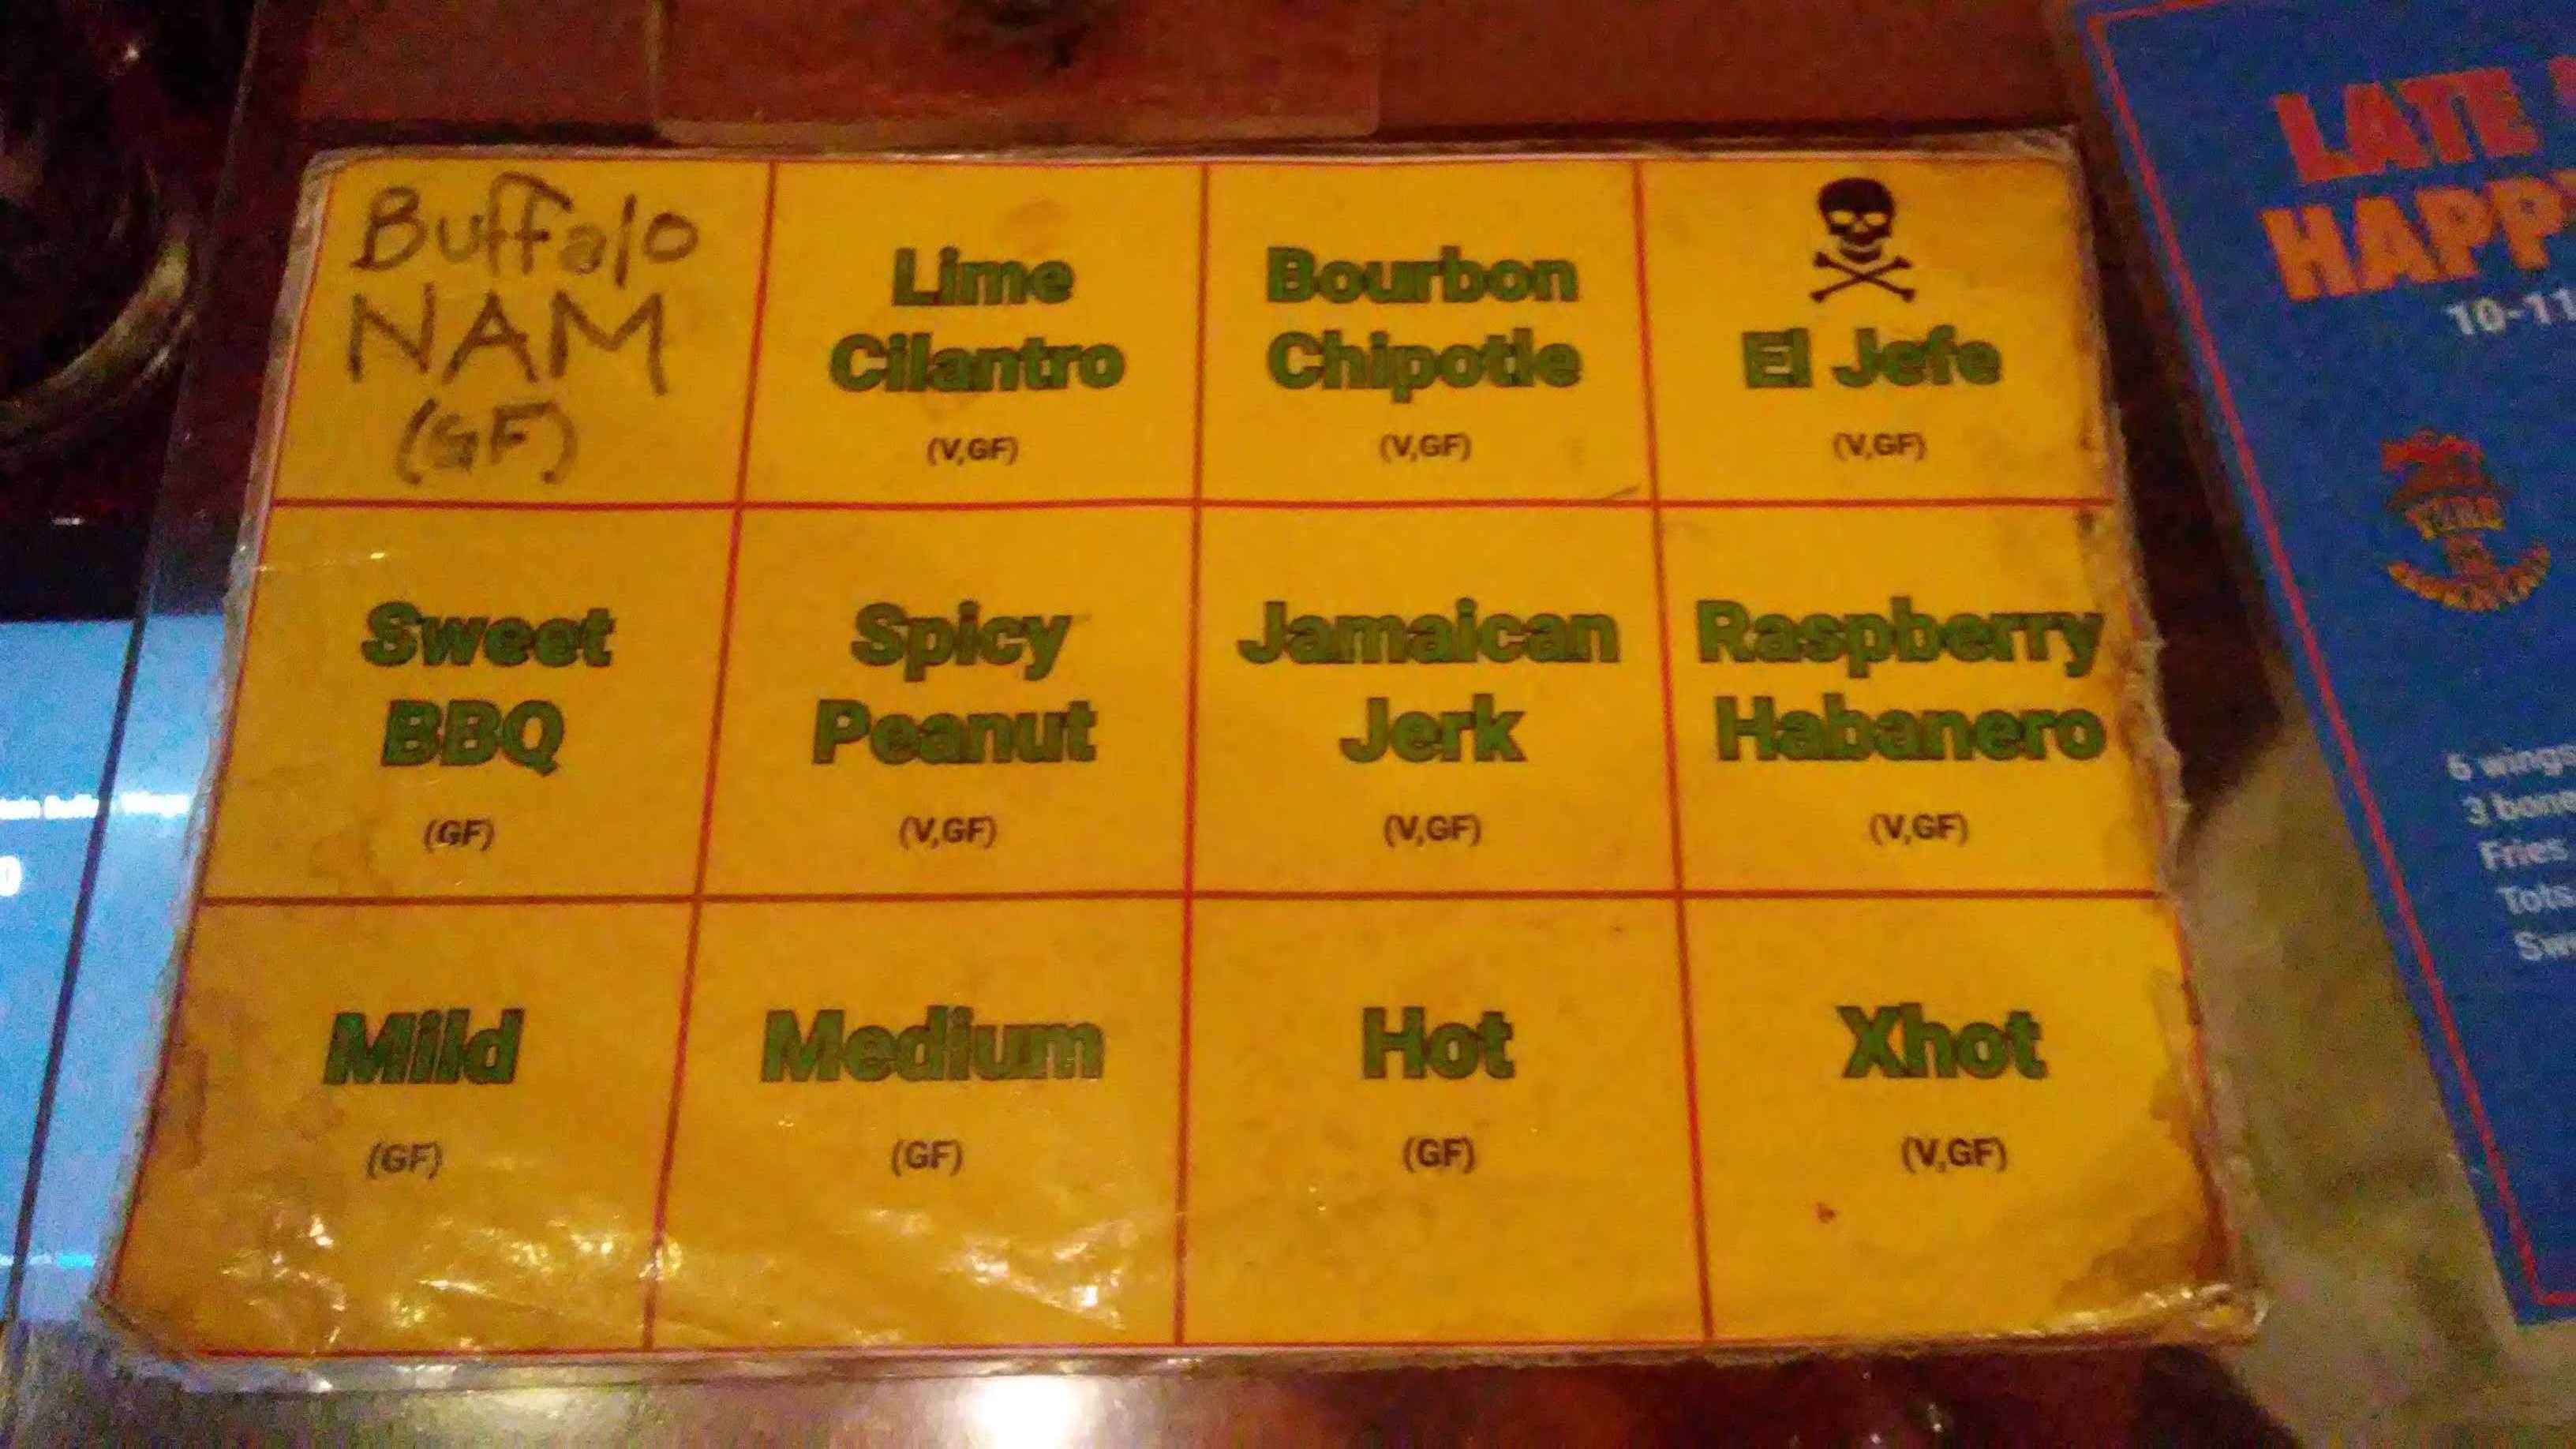 Buffalo
NAM
(GF)
Lime
Cilantro
(V,GF)
Bourbon
Chipotle
(V,GF)
El Jefe
(V,GF)
Sweet
BBQ
(GF)
Spicy
Peanut
(V,GF)
Jamaican
Jerk
(V,GF)
Raspberry
Habanero
(V,GF)
Mild
(GF)
Medium
(GF)
Hot
(GF)
Xhot
(V,GF)
LATE
HAPP
10-11
6 wings
3 bone
Fries
Tots
Sw